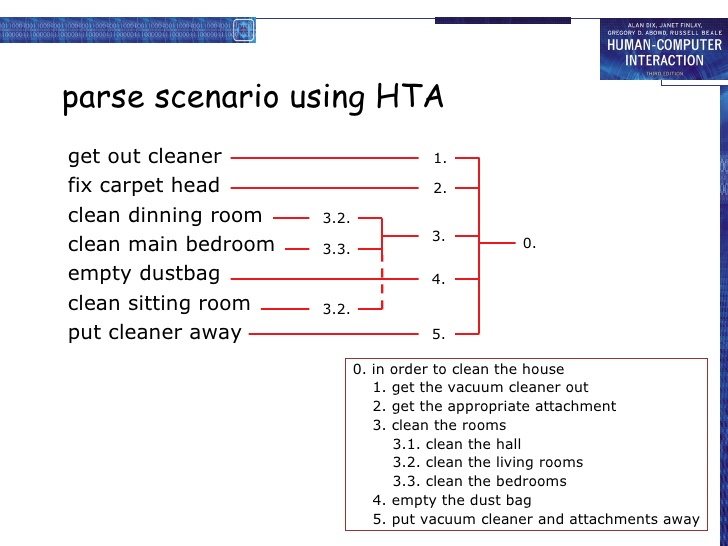 ALAN DIX, JANET FINLAY,
GREGORY D. ABOWD, RUSSELL BEALE
HUMAN-COMPUTER
INTERACTION
THIRD EDITION
parse scenario using HTA
get out cleaner 1.
fix carpet head 2.
clean dinning room 3.2.
3.
clean main bedroom 3.3.
0.
empty dustbag 4.
clean sitting room 3.2.
put cleaner away 5.
0. in order to clean the house
1. get the vacuum cleaner out
2. get the appropriate attachment
3. clean the rooms
3.1. clean the hall
3.2. clean the living rooms
3.3. clean the bedrooms
4. empty the dust bag
5. put vacuum cleaner and attachments away